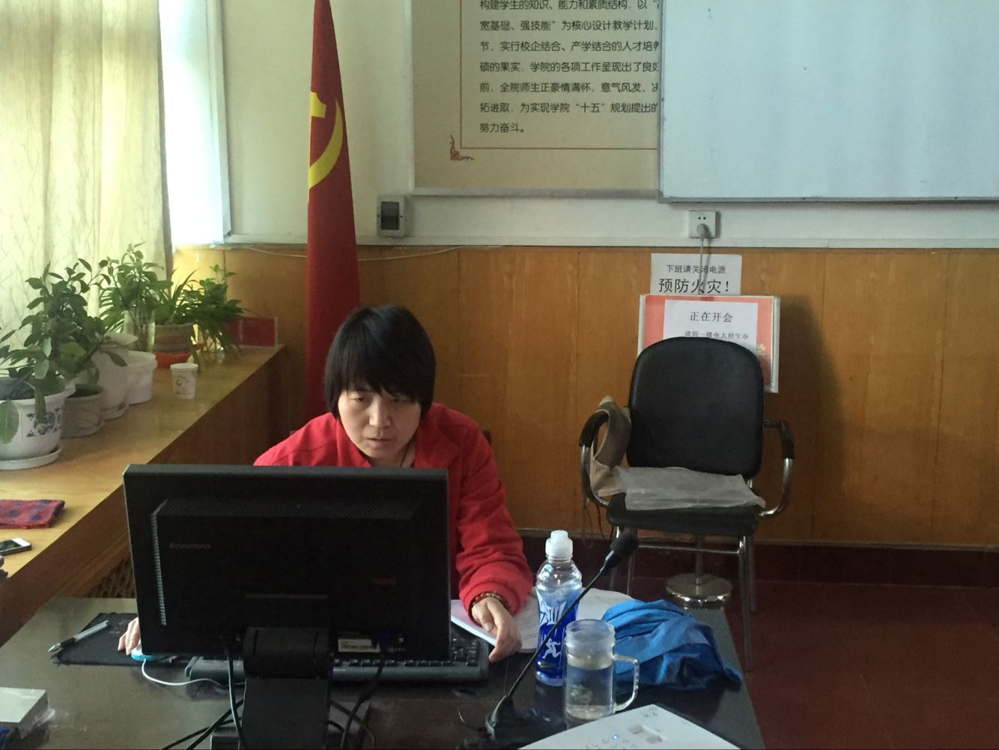 构建学生的知识、能力和素质结构，以“
宽基础、强技能”为核心设计教学计划，
节，实行校企结合、产学结合的人才培养
硕的果实，学院的各项工作呈现出了良好
前，全院师生正豪情满怀，意气风发，决
拓进取，为实现学院“十五”规划提出的
努力奋斗。
下班请关闭电源
预防火灾！
正在开会
请到一楼电大招生办
lenovo